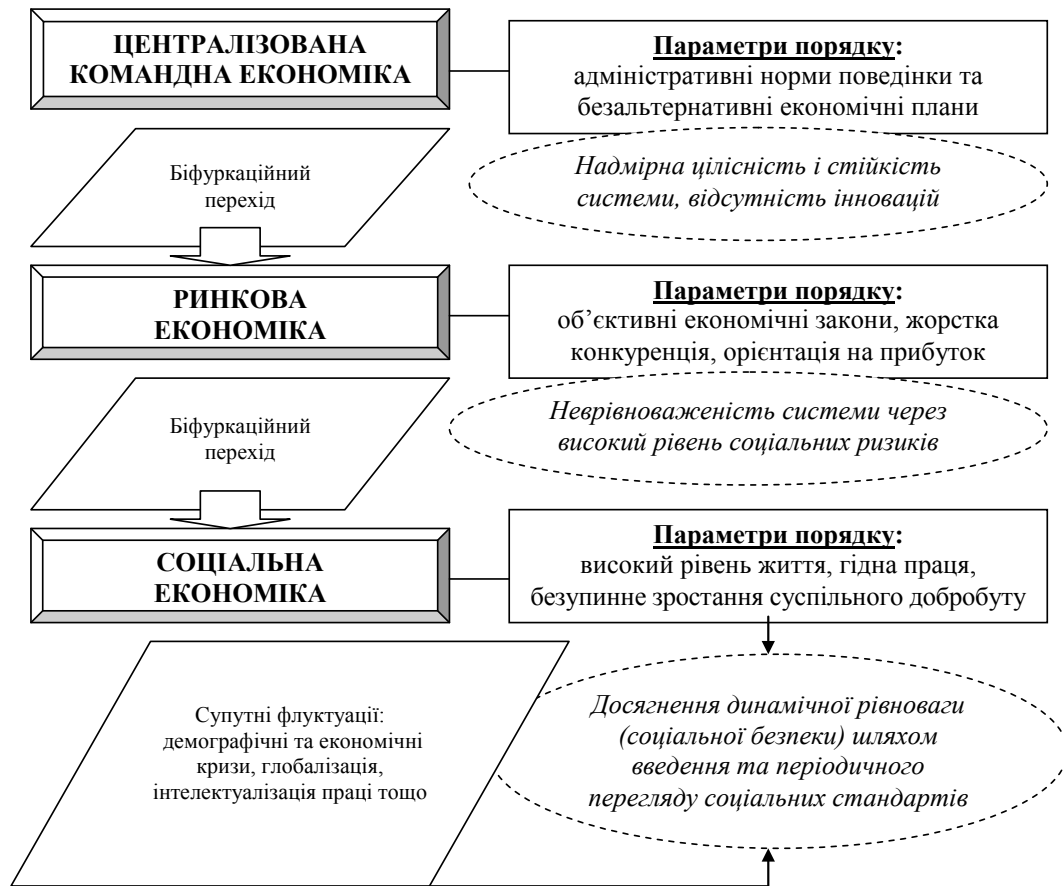 ЦЕНТРАЛІЗОВАНА
КОМАНДНА ЕКОНОМІКА
Параметри порядку:
адміністративні норми поведінки та
безальтернативні економічні плани
Біфуркаційний
перехід
Надмірна цілісність і стійкість
системи, відсутність інновацій
РИНКОВА
ЕКОНОМІКА
Параметри порядку:
об’єктивні економічні закони, жорстка
конкуренція, орієнтація на прибуток
Біфуркаційний
перехід
Неврівноваженість системи через
високий рівень соціальних ризиків
СОЦІАЛЬНА
ЕКОНОМІКА
Параметри порядку:
високий рівень життя, гідна праця,
безупинне зростання суспільного добробуту
Супутні флуктуації:
демографічні та економічні
кризи, глобалізація,
інтелектуалізація праці тощо
Досягнення динамічної рівноваги
(соціальної безпеки) шляхом
введення та періодичного
перегляду соціальних стандартів